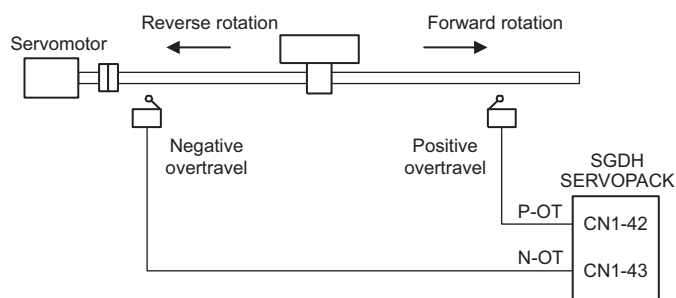 Reverse rotation
Forward rotation
Servomotor
Negative
overtravel
Positive
overtravel
SGDH
SERVOPACK
P-OT
CN1-42
N-OT
CN1-43